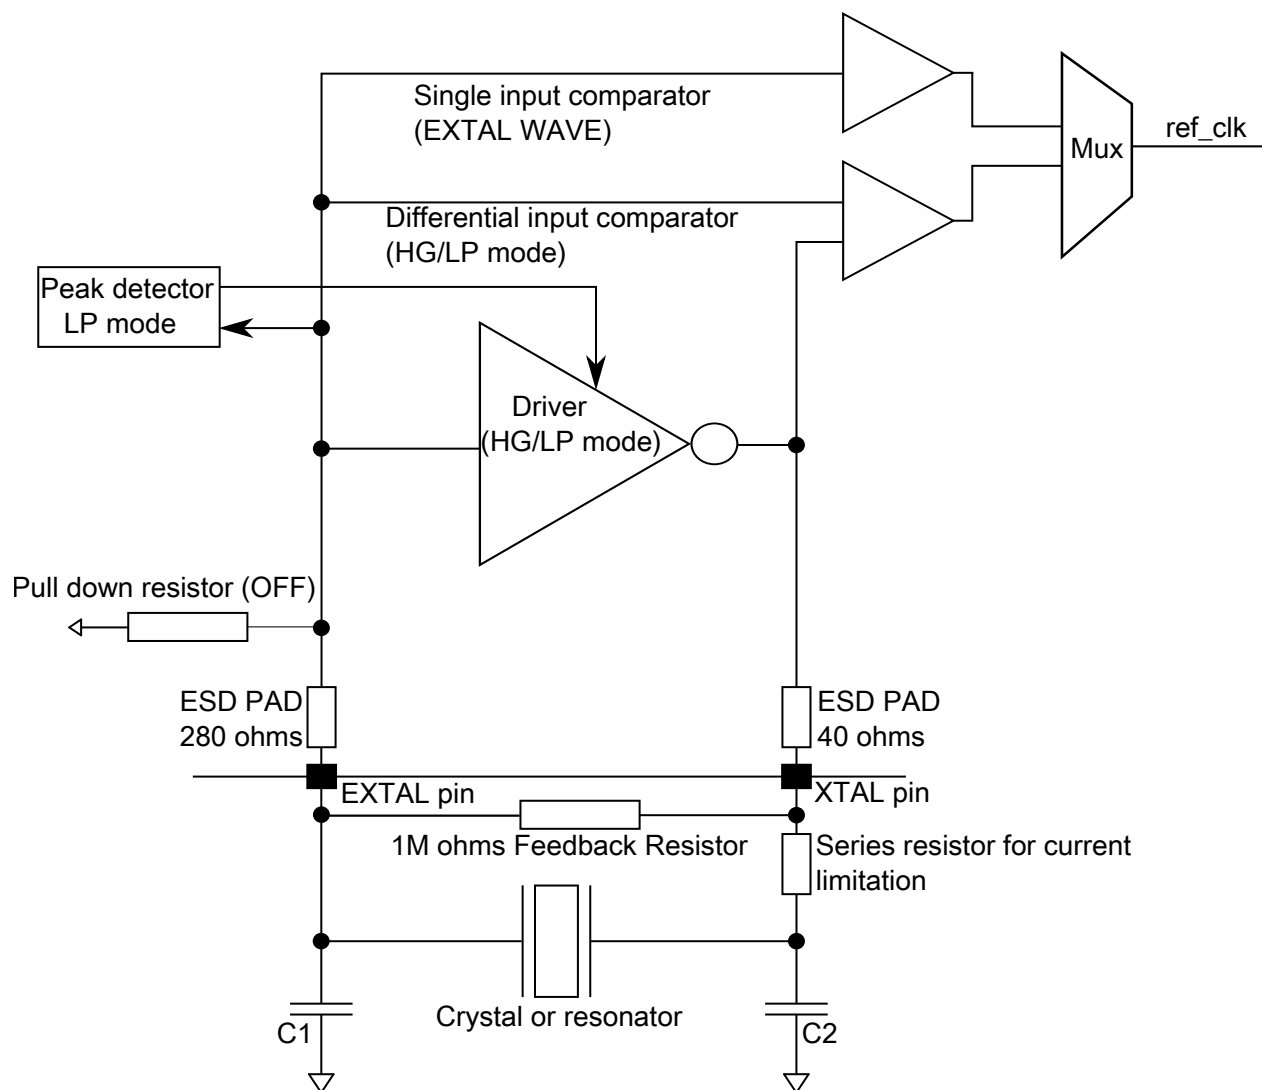 Single input comparator
(EXTAL WAVE)
ref_clk
Mux
Differential input comparator
(HG/LP mode)
Peak detector
LP mode
Driver
(HG/LP mode)
Pull down resistor (OFF)
ESD PAD
280 ohms
ESD PAD
40 ohms
EXTAL pin
XTAL pin
1M ohms Feedback Resistor
Series resistor for current
limitation
Crystal or resonator
C1
C2